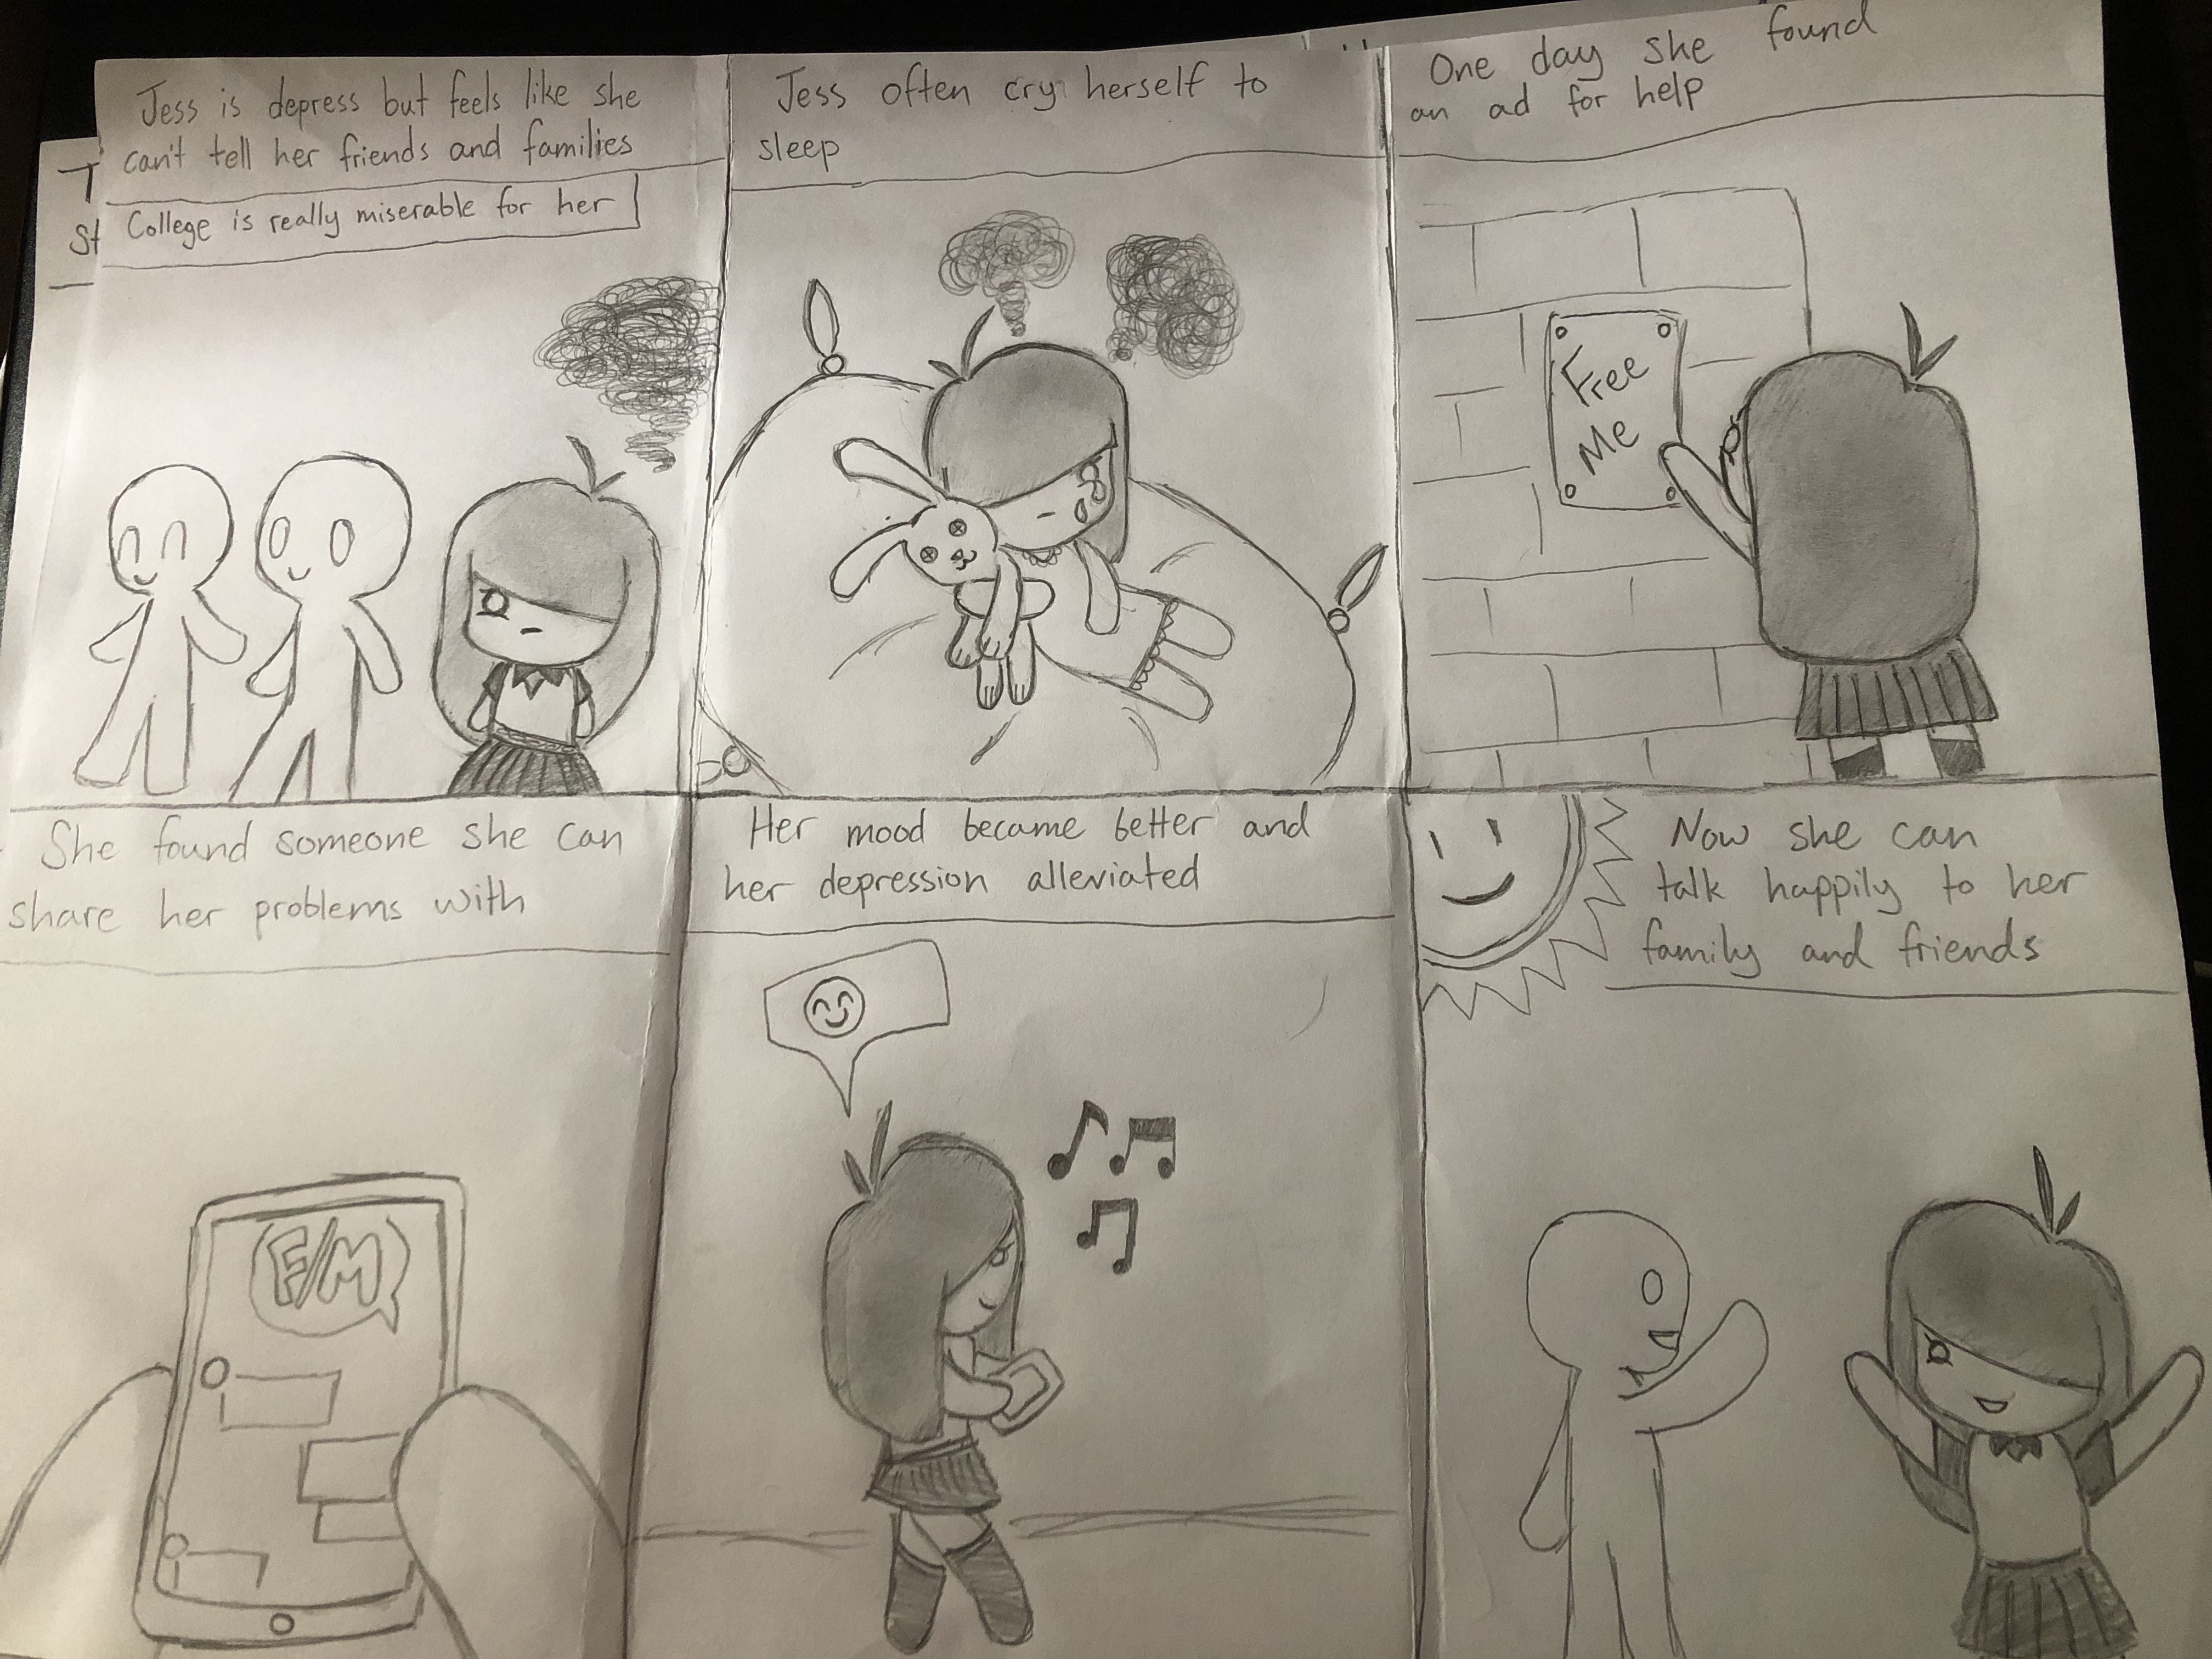 Jess is depress but feels like she
can't tell her friends and families
College is really miserable for her
Jess often cry herself to
sleep
One day she found
an ad for help
Free
Me
She found someone she can
share her problems with
F/M
Her mood became better and
her depression alleviated
Now she can
talk happily to her
family and friends